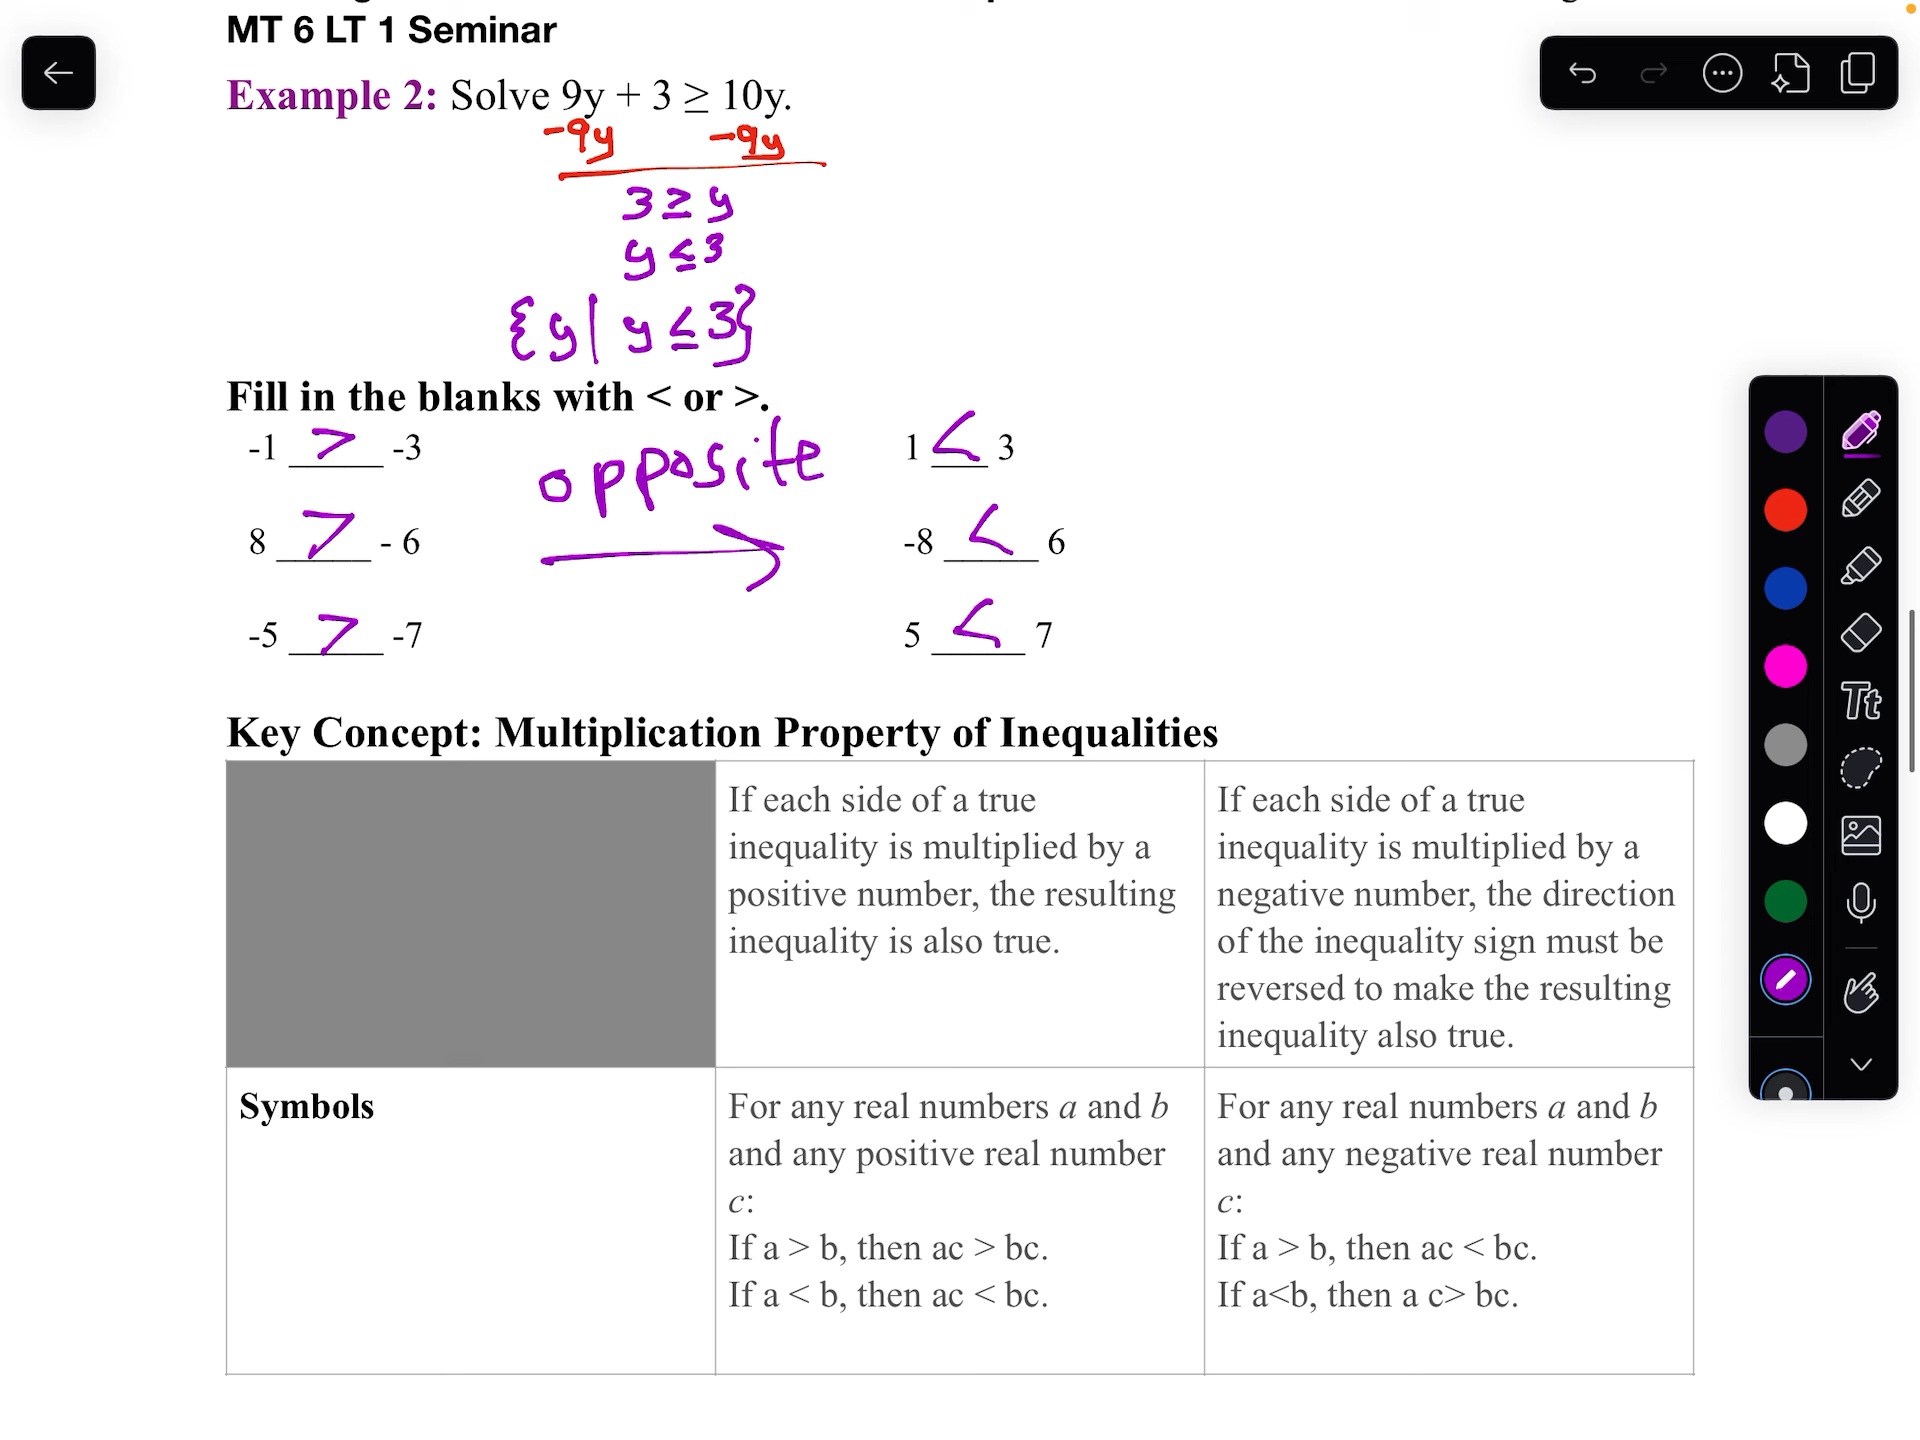 MT 6 LT 1 Seminar
Example 2: Solve 9y + 3 ≥ 10y.
-9y -9y
3 ≥ y
y ≤ 3
{y| y ≤ 3}
Fill in the blanks with < or >.
-1 > -3 opposite 1 < 3
8 > - 6 -8 < 6
-5 > -7 5 < 7
Key Concept: Multiplication Property of Inequalities
If each side of a true
inequality is multiplied by a
positive number, the resulting
inequality is also true.
If each side of a true
inequality is multiplied by a
negative number, the direction
of the inequality sign must be
reversed to make the resulting
inequality also true.
Symbols
For any real numbers a and b
and any positive real number
c:
If a > b, then ac > bc.
If a < b, then ac < bc.
For any real numbers a and b
and any negative real number
c:
If a > b, then ac < bc.
If a<b, then a c> bc.
Tt